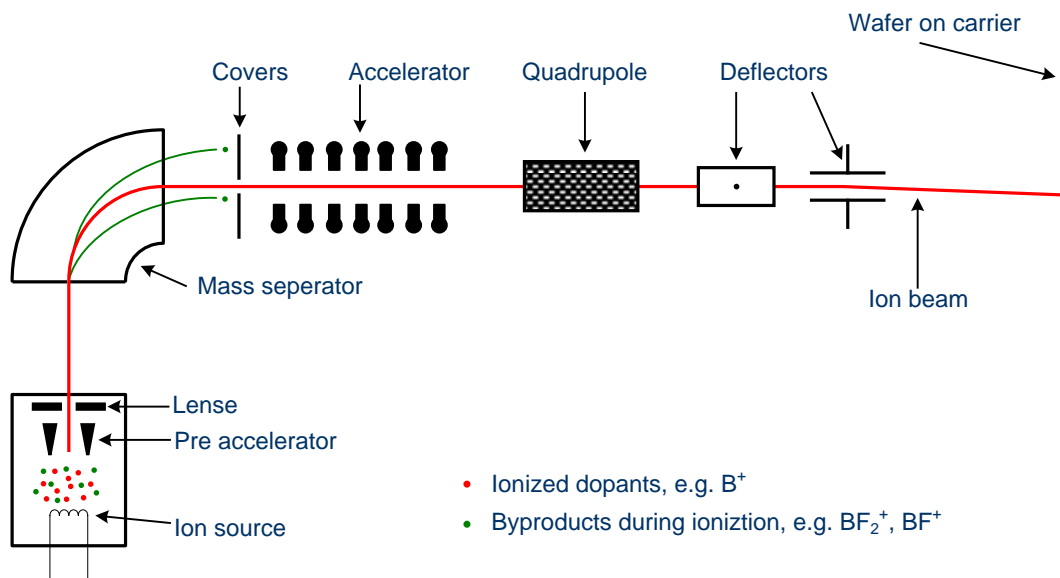 Wafer on carrier
Covers
Accelerator
Quadrupole
Deflectors
Mass seperator
Ion beam
Lense
Pre accelerator
Ion source
Ionized dopants, e.g. B⁺
Byproducts during ioniztion, e.g. BF₂⁺, BF⁺